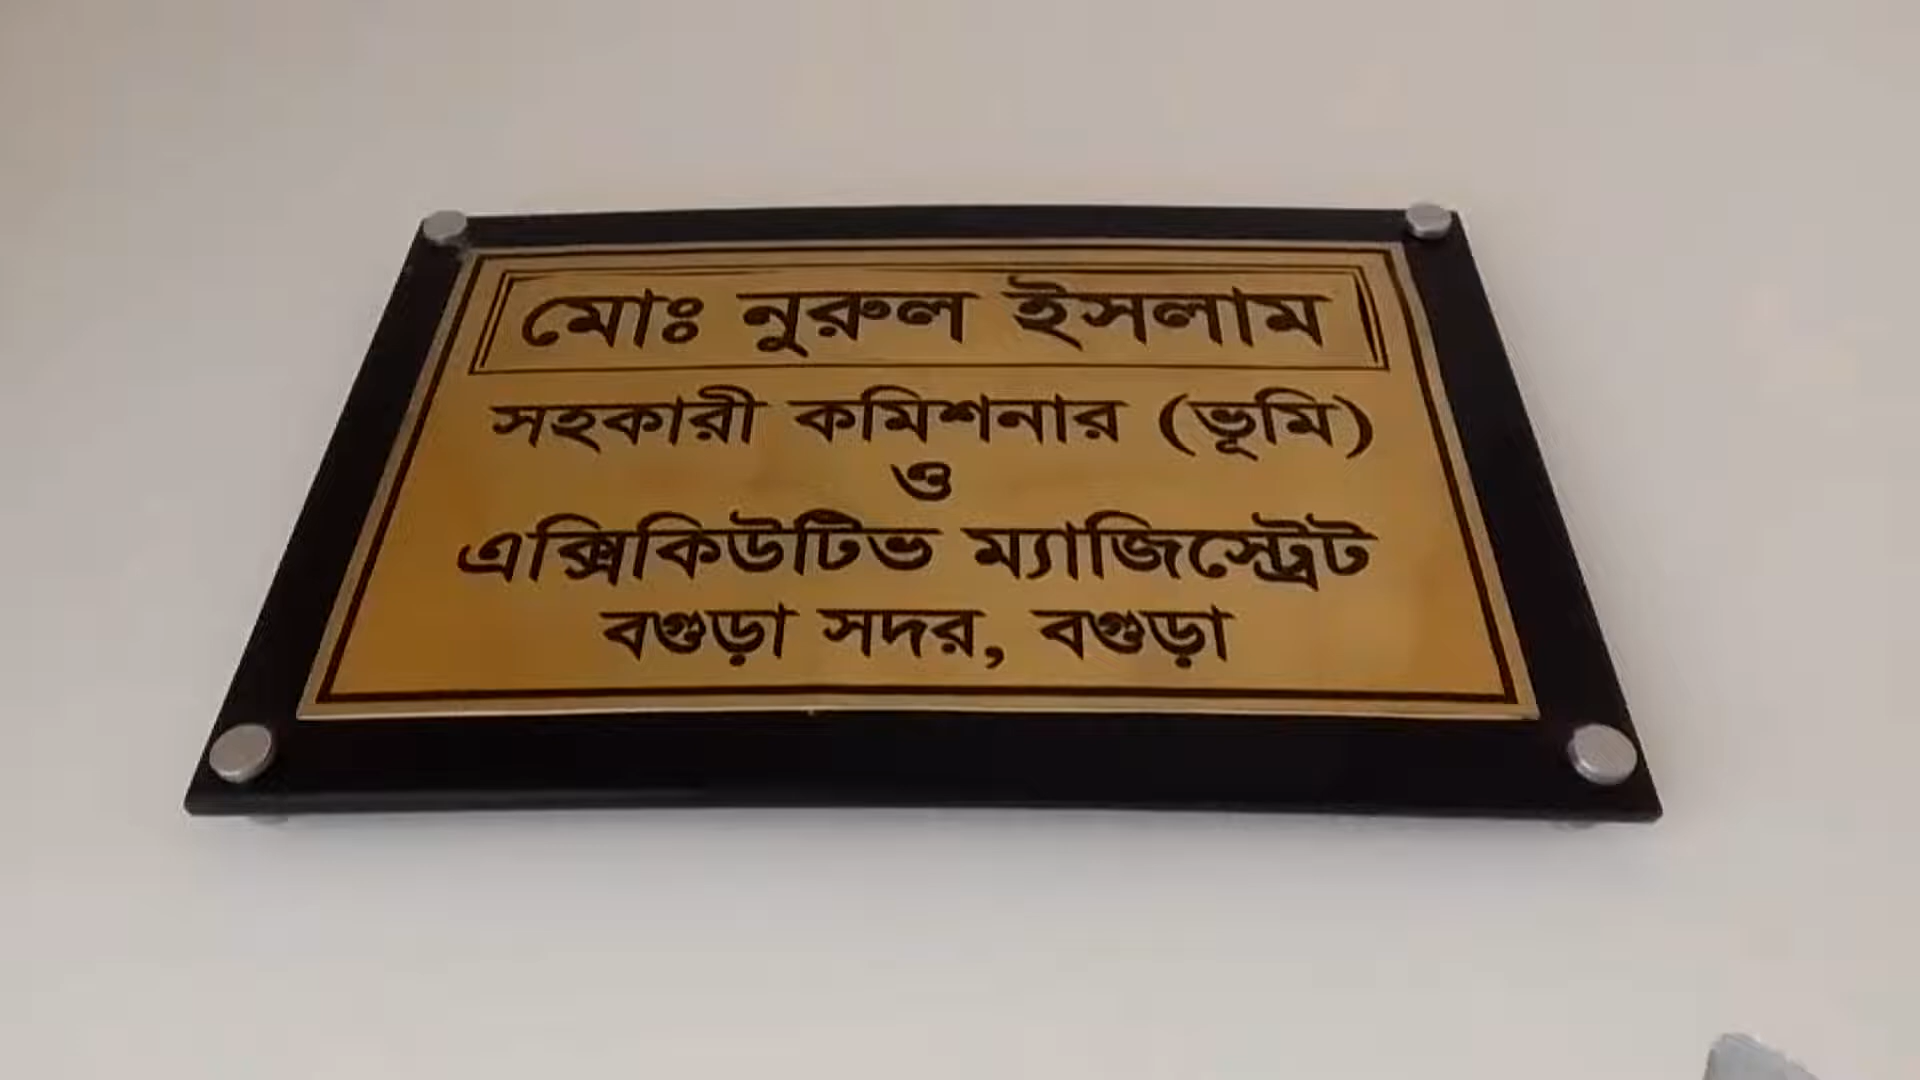 মোঃ নুরুল ইসলাম
সহকারী কমিশনার (ভূমি)
ও
এক্সিকিউটিভ ম্যাজিস্ট্রেট
বগুড়া সদর, বগুড়া